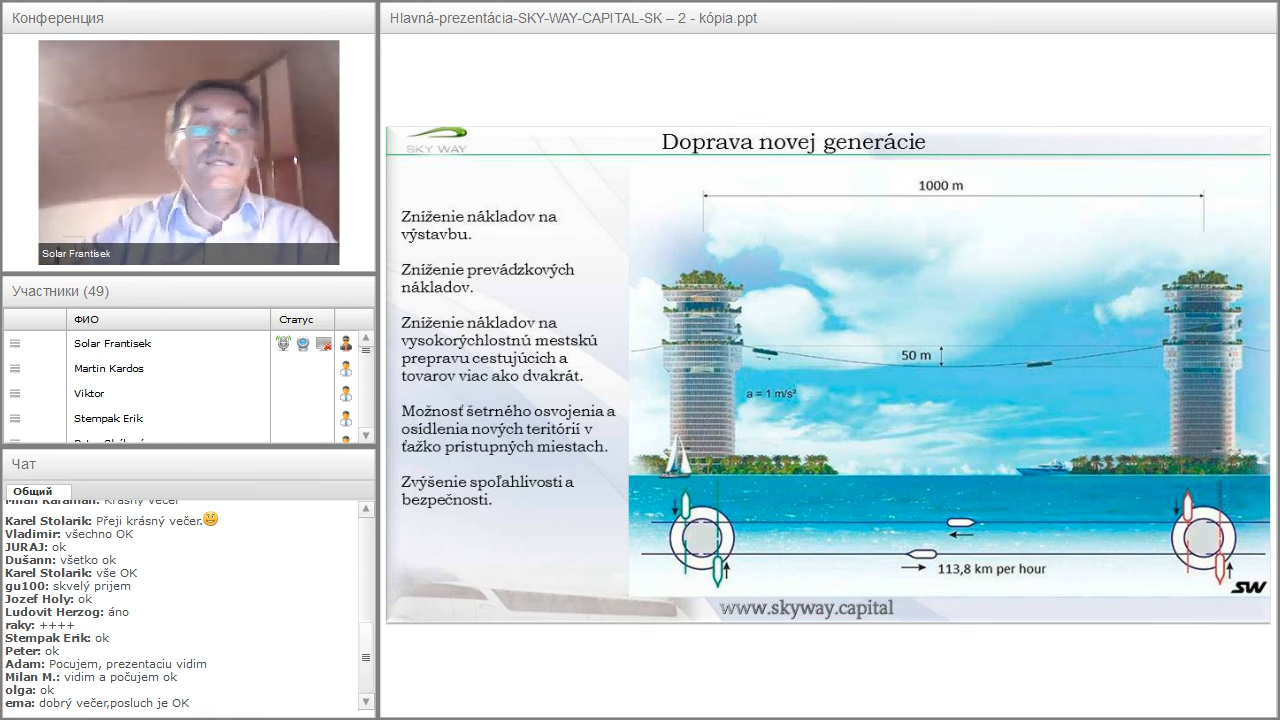 Конференция
Solar Frantisek
Участники (49)
ФИО
Статус
Solar Frantisek
Martin Kardos
Viktor
Stempak Erik
Чат
Общий
Milan Karaman: Krasny vecer
Karel Stolarik: Přeji krásný večer.
Vladimir: všechno OK
JURAJ: ok
Dušann: všetko ok
Karel Stolarik: vše OK
gu100: skvelý prijem
Jozef Holy: ok
Ludovit Herzog: áno
raky: ++++
Stempak Erik: ok
Peter: ok
Adam: Pocujem, prezentaciu vidim
Milan M.: vidim a počujem ok
olga: ok
ema: dobrý večer,posluch je OK
Hlavná-prezentácia-SKY-WAY-CAPITAL-SK – 2 - kópia.ppt
SKY WAY
Doprava novej generácie
Zníženie nákladov na
výstavbu.
Zníženie prevádzkových
nákladov.
Zníženie nákladov na
vysokorýchlostnú mestskú
prepravu cestujúcich a
tovarov viac ako dvakrát.
Možnosť šetrného osvojenia a
osídlenia nových teritórií v
ťažko prístupných miestach.
Zvýšenie spoľahlivosti a
bezpečnosti.
1000 m
50 m
a = 1 m/s²
113,8 km per hour
SW
www.skyway.capital